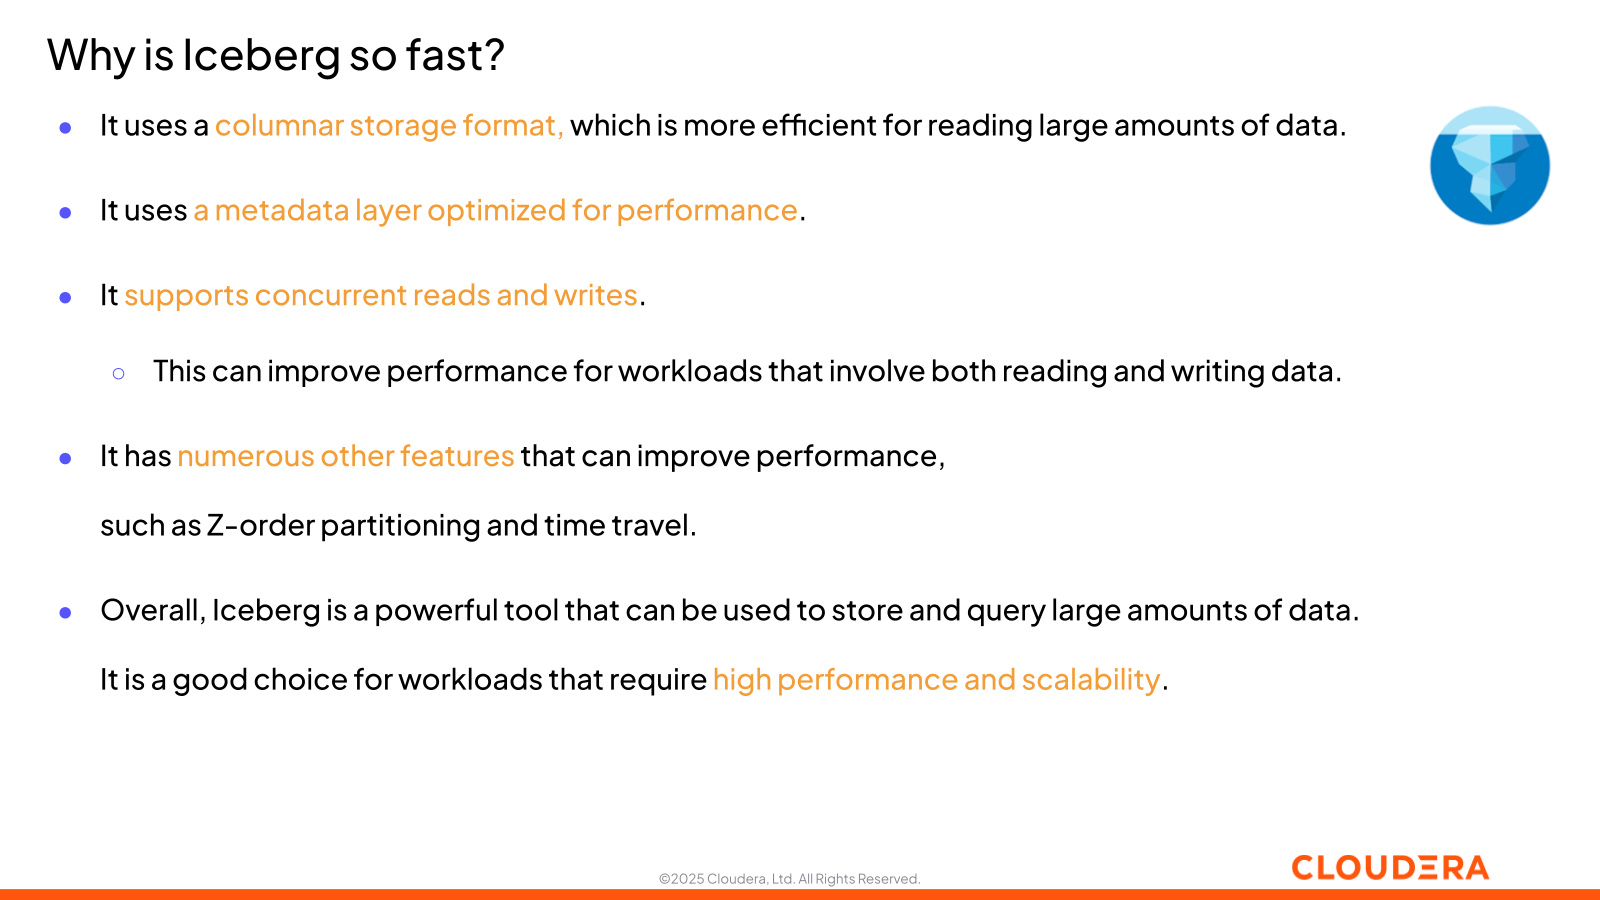 Why is Iceberg so fast?
● It uses a columnar storage format, which is more efficient for reading large amounts of data.
● It uses a metadata layer optimized for performance.
● It supports concurrent reads and writes.
○ This can improve performance for workloads that involve both reading and writing data.
● It has numerous other features that can improve performance,
such as Z-order partitioning and time travel.
● Overall, Iceberg is a powerful tool that can be used to store and query large amounts of data.
It is a good choice for workloads that require high performance and scalability.
CLOUDERA
©2025 Cloudera, Ltd. All Rights Reserved.